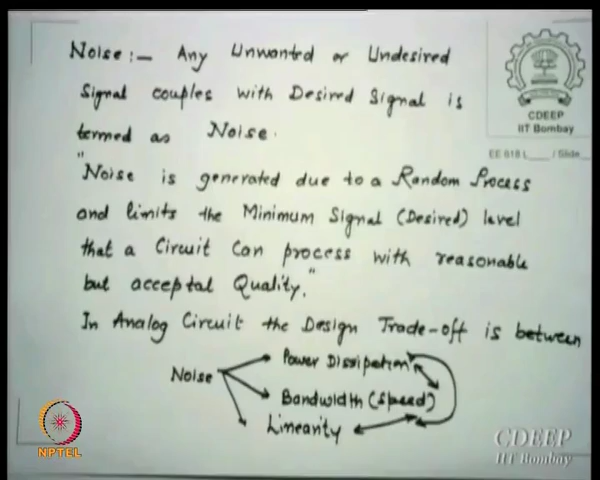 Noise:- Any Unwanted or Undesired
Signal couples with Desired Signal is
termed as Noise.
"Noise is generated due to a Random Process
and limits the Minimum Signal (Desired) level
that a Circuit Can process with reasonable
but acceptal Quality."
In Analog Circuit the Design Trade-off is between
Noise
Power Dissipation
Bandwidth (Speed)
Linearity
CDEEP
IIT Bombay
EE 618 L____ / Slide__
NPTEL
CDEEP
IIT Bombay